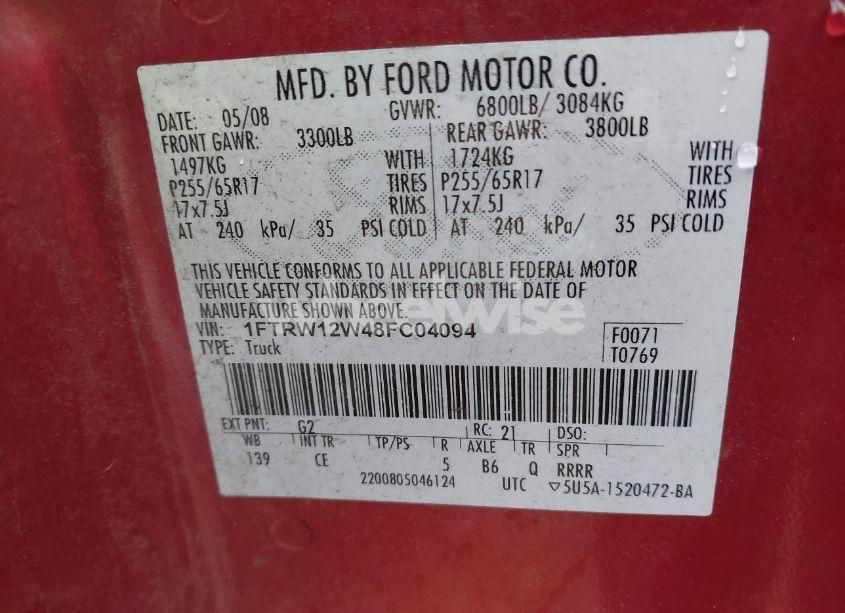 MFD. BY FORD MOTOR CO.
DATE: 05/08 GVWR: 6800LB/ 3084KG
FRONT GAWR: 3300LB REAR GAWR: 3800LB
1497KG WITH 1724KG WITH
P255/65R17 TIRES P255/65R17 TIRES
17x7.5J RIMS 17x7.5J RIMS
AT 240 kPa/ 35 PSI COLD AT 240 kPa/ 35 PSI COLD
THIS VEHICLE CONFORMS TO ALL APPLICABLE FEDERAL MOTOR
VEHICLE SAFETY STANDARDS IN EFFECT ON THE DATE OF
MANUFACTURE SHOWN ABOVE.
VIN: 1FTRW12W48FC04094 F0071
TYPE: Truck T0769
EXT PNT: G2 RC: 21 DSO:
WB INT TR TP/PS R AXLE TR SPR
139 CE 5 B6 Q RRRR
2200805046124 UTC ▽5U5A-1520472-BA